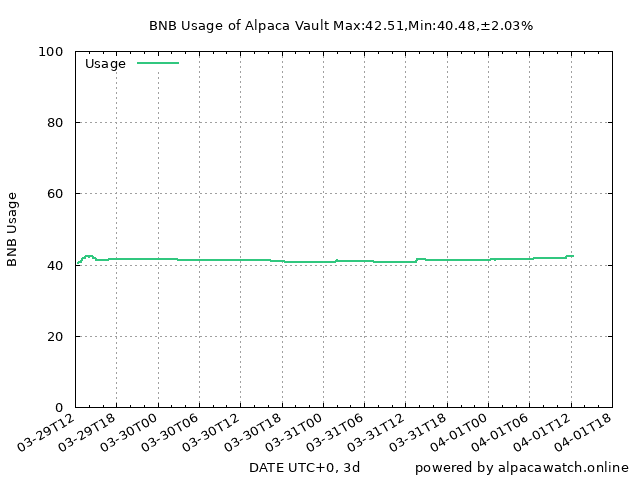 BNB Usage of Alpaca Vault Max:42.51,Min:40.48,±2.03%
Usage
100
80
60
40
20
0
BNB Usage
03-29T12
03-29T18
03-30T00
03-30T06
03-30T12
03-30T18
03-31T00
03-31T06
03-31T12
03-31T18
04-01T00
04-01T06
04-01T12
04-01T18
DATE UTC+0, 3d
powered by alpacawatch.online